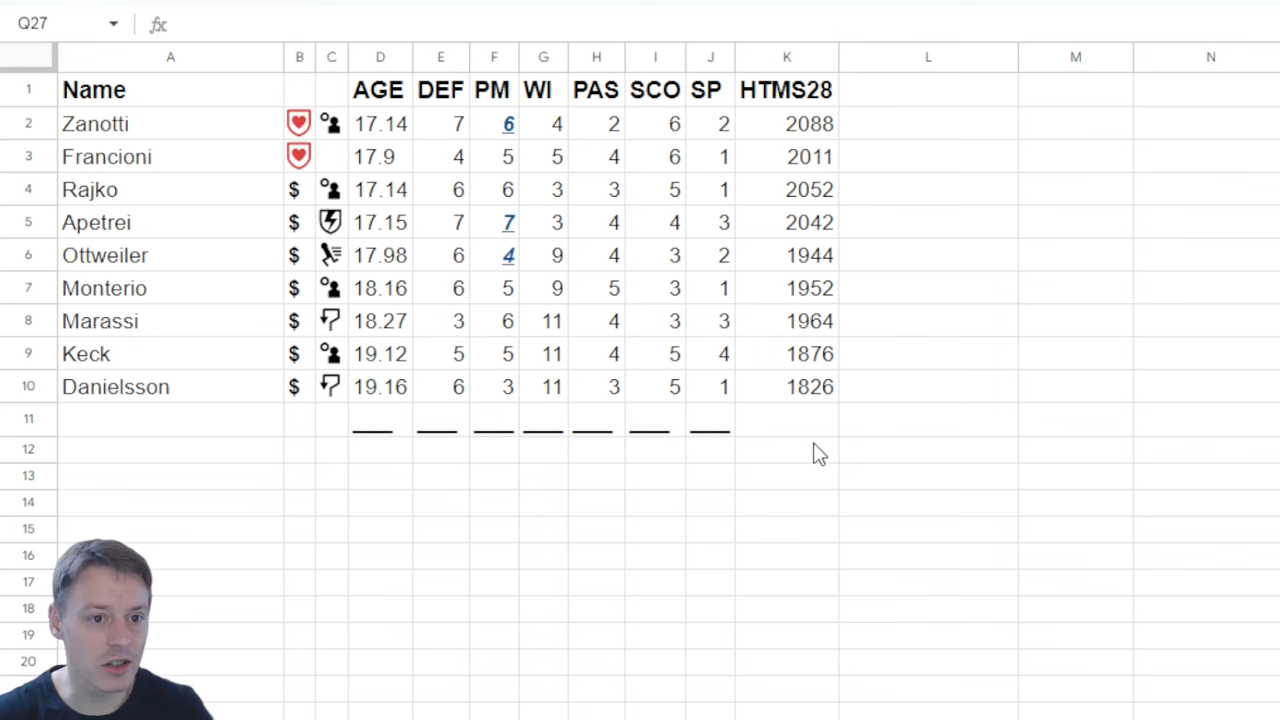 Q27 fx
A B C D E F G H I J K L M N
1 Name AGE DEF PM WI PAS SCO SP HTMS28
2 Zanotti 17.14 7 6 4 2 6 2 2088
3 Francioni 17.9 4 5 5 4 6 1 2011
4 Rajko $ 17.14 6 6 3 3 5 1 2052
5 Apetrei $ 17.15 7 7 3 4 4 3 2042
6 Ottweiler $ 17.98 6 4 9 4 3 2 1944
7 Monterio $ 18.16 6 5 9 5 3 1 1952
8 Marassi $ 18.27 3 6 11 4 3 3 1964
9 Keck $ 19.12 5 5 11 4 5 4 1876
10 Danielsson $ 19.16 6 3 11 3 5 1 1826
11
12
13
14
15
16
17
18
19
20